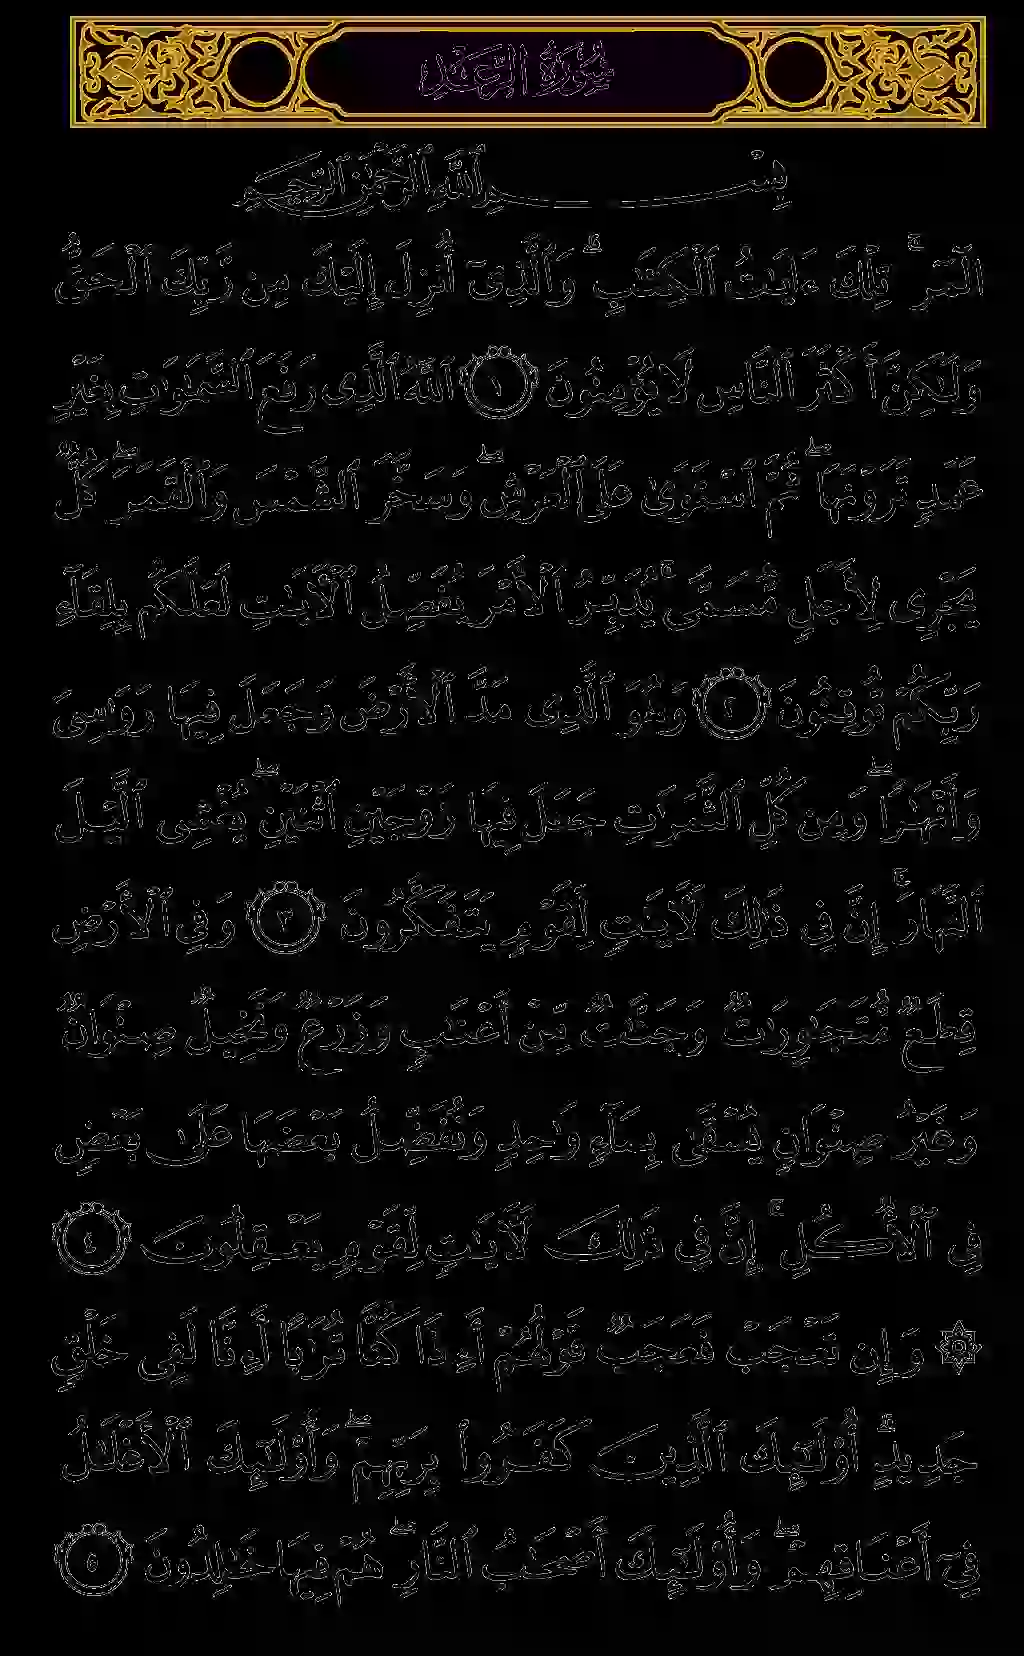 سُورَةُ الرَّعْدِ
بِسْمِ ٱللَّهِ ٱلرَّحْمَٰنِ ٱلرَّحِيمِ
الٓمٓر ۚ تِلْكَ ءَايَٰتُ ٱلْكِتَٰبِ ۗ وَٱلَّذِىٓ أُنزِلَ إِلَيْكَ مِن رَّبِّكَ ٱلْحَقُّ
وَلَٰكِنَّ أَكْثَرَ ٱلنَّاسِ لَا يُؤْمِنُونَ ١ ٱللَّهُ ٱلَّذِى رَفَعَ ٱلسَّمَٰوَٰتِ بِغَيْرِ
عَمَدٍ تَرَوْنَهَا ۖ ثُمَّ ٱسْتَوَىٰ عَلَى ٱلْعَرْشِ ۖ وَسَخَّرَ ٱلشَّمْسَ وَٱلْقَمَرَ ۖ كُلٌّ
يَجْرِى لِأَجَلٍ مُّسَمًّى ۚ يُدَبِّرُ ٱلْأَمْرَ يُفَصِّلُ ٱلْءَايَٰتِ لَعَلَّكُم بِلِقَآءِ
رَبِّكُمْ تُوقِنُونَ ٢ وَهُوَ ٱلَّذِى مَدَّ ٱلْأَرْضَ وَجَعَلَ فِيهَا رَوَٰسِىَ
وَأَنْهَٰرًا ۖ وَمِن كُلِّ ٱلثَّمَرَٰتِ جَعَلَ فِيهَا زَوْجَيْنِ ٱثْنَيْنِ ۖ يُغْشِى ٱلَّيْلَ
ٱلنَّهَارَ ۚ إِنَّ فِى ذَٰلِكَ لَءَايَٰتٍ لِّقَوْمٍ يَتَفَكَّرُونَ ٣ وَفِى ٱلْأَرْضِ
قِطَعٌ مُّتَجَٰوِرَٰتٌ وَجَنَّٰتٌ مِّنْ أَعْنَٰبٍ وَزَرْعٌ وَنَخِيلٌ صِنْوَانٌ
وَغَيْرُ صِنْوَانٍ يُسْقَىٰ بِمَآءٍ وَٰحِدٍ وَنُفَضِّلُ بَعْضَهَا عَلَىٰ بَعْضٍ
فِى ٱلْأُكُلِ ۚ إِنَّ فِى ذَٰلِكَ لَءَايَٰتٍ لِّقَوْمٍ يَعْقِلُونَ ٤
۞ وَإِن تَعْجَبْ فَعَجَبٌ قَوْلُهُمْ أَءِذَا كُنَّا تُرَٰبًا أَءِنَّا لَفِى خَلْقٍ
جَدِيدٍ ۗ أُو۟لَٰٓئِكَ ٱلَّذِينَ كَفَرُوا۟ بِرَبِّهِمْ ۖ وَأُو۟لَٰٓئِكَ ٱلْأَغْلَٰلُ
فِىٓ أَعْنَاقِهِمْ ۖ وَأُو۟لَٰٓئِكَ أَصْحَٰبُ ٱلنَّارِ ۖ هُمْ فِيهَا خَٰلِدُونَ ٥